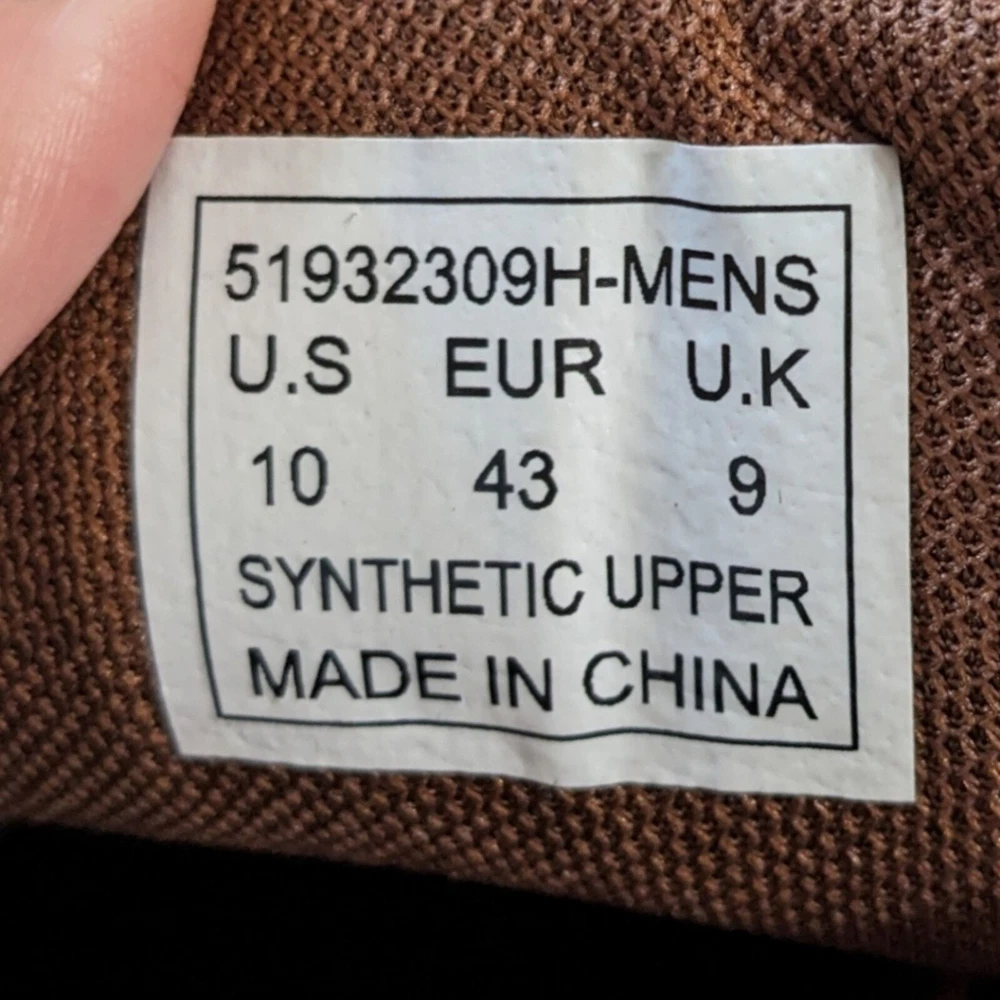 51932309H-MENS
U.S EUR U.K
10 43 9
SYNTHETIC UPPER
MADE IN CHINA